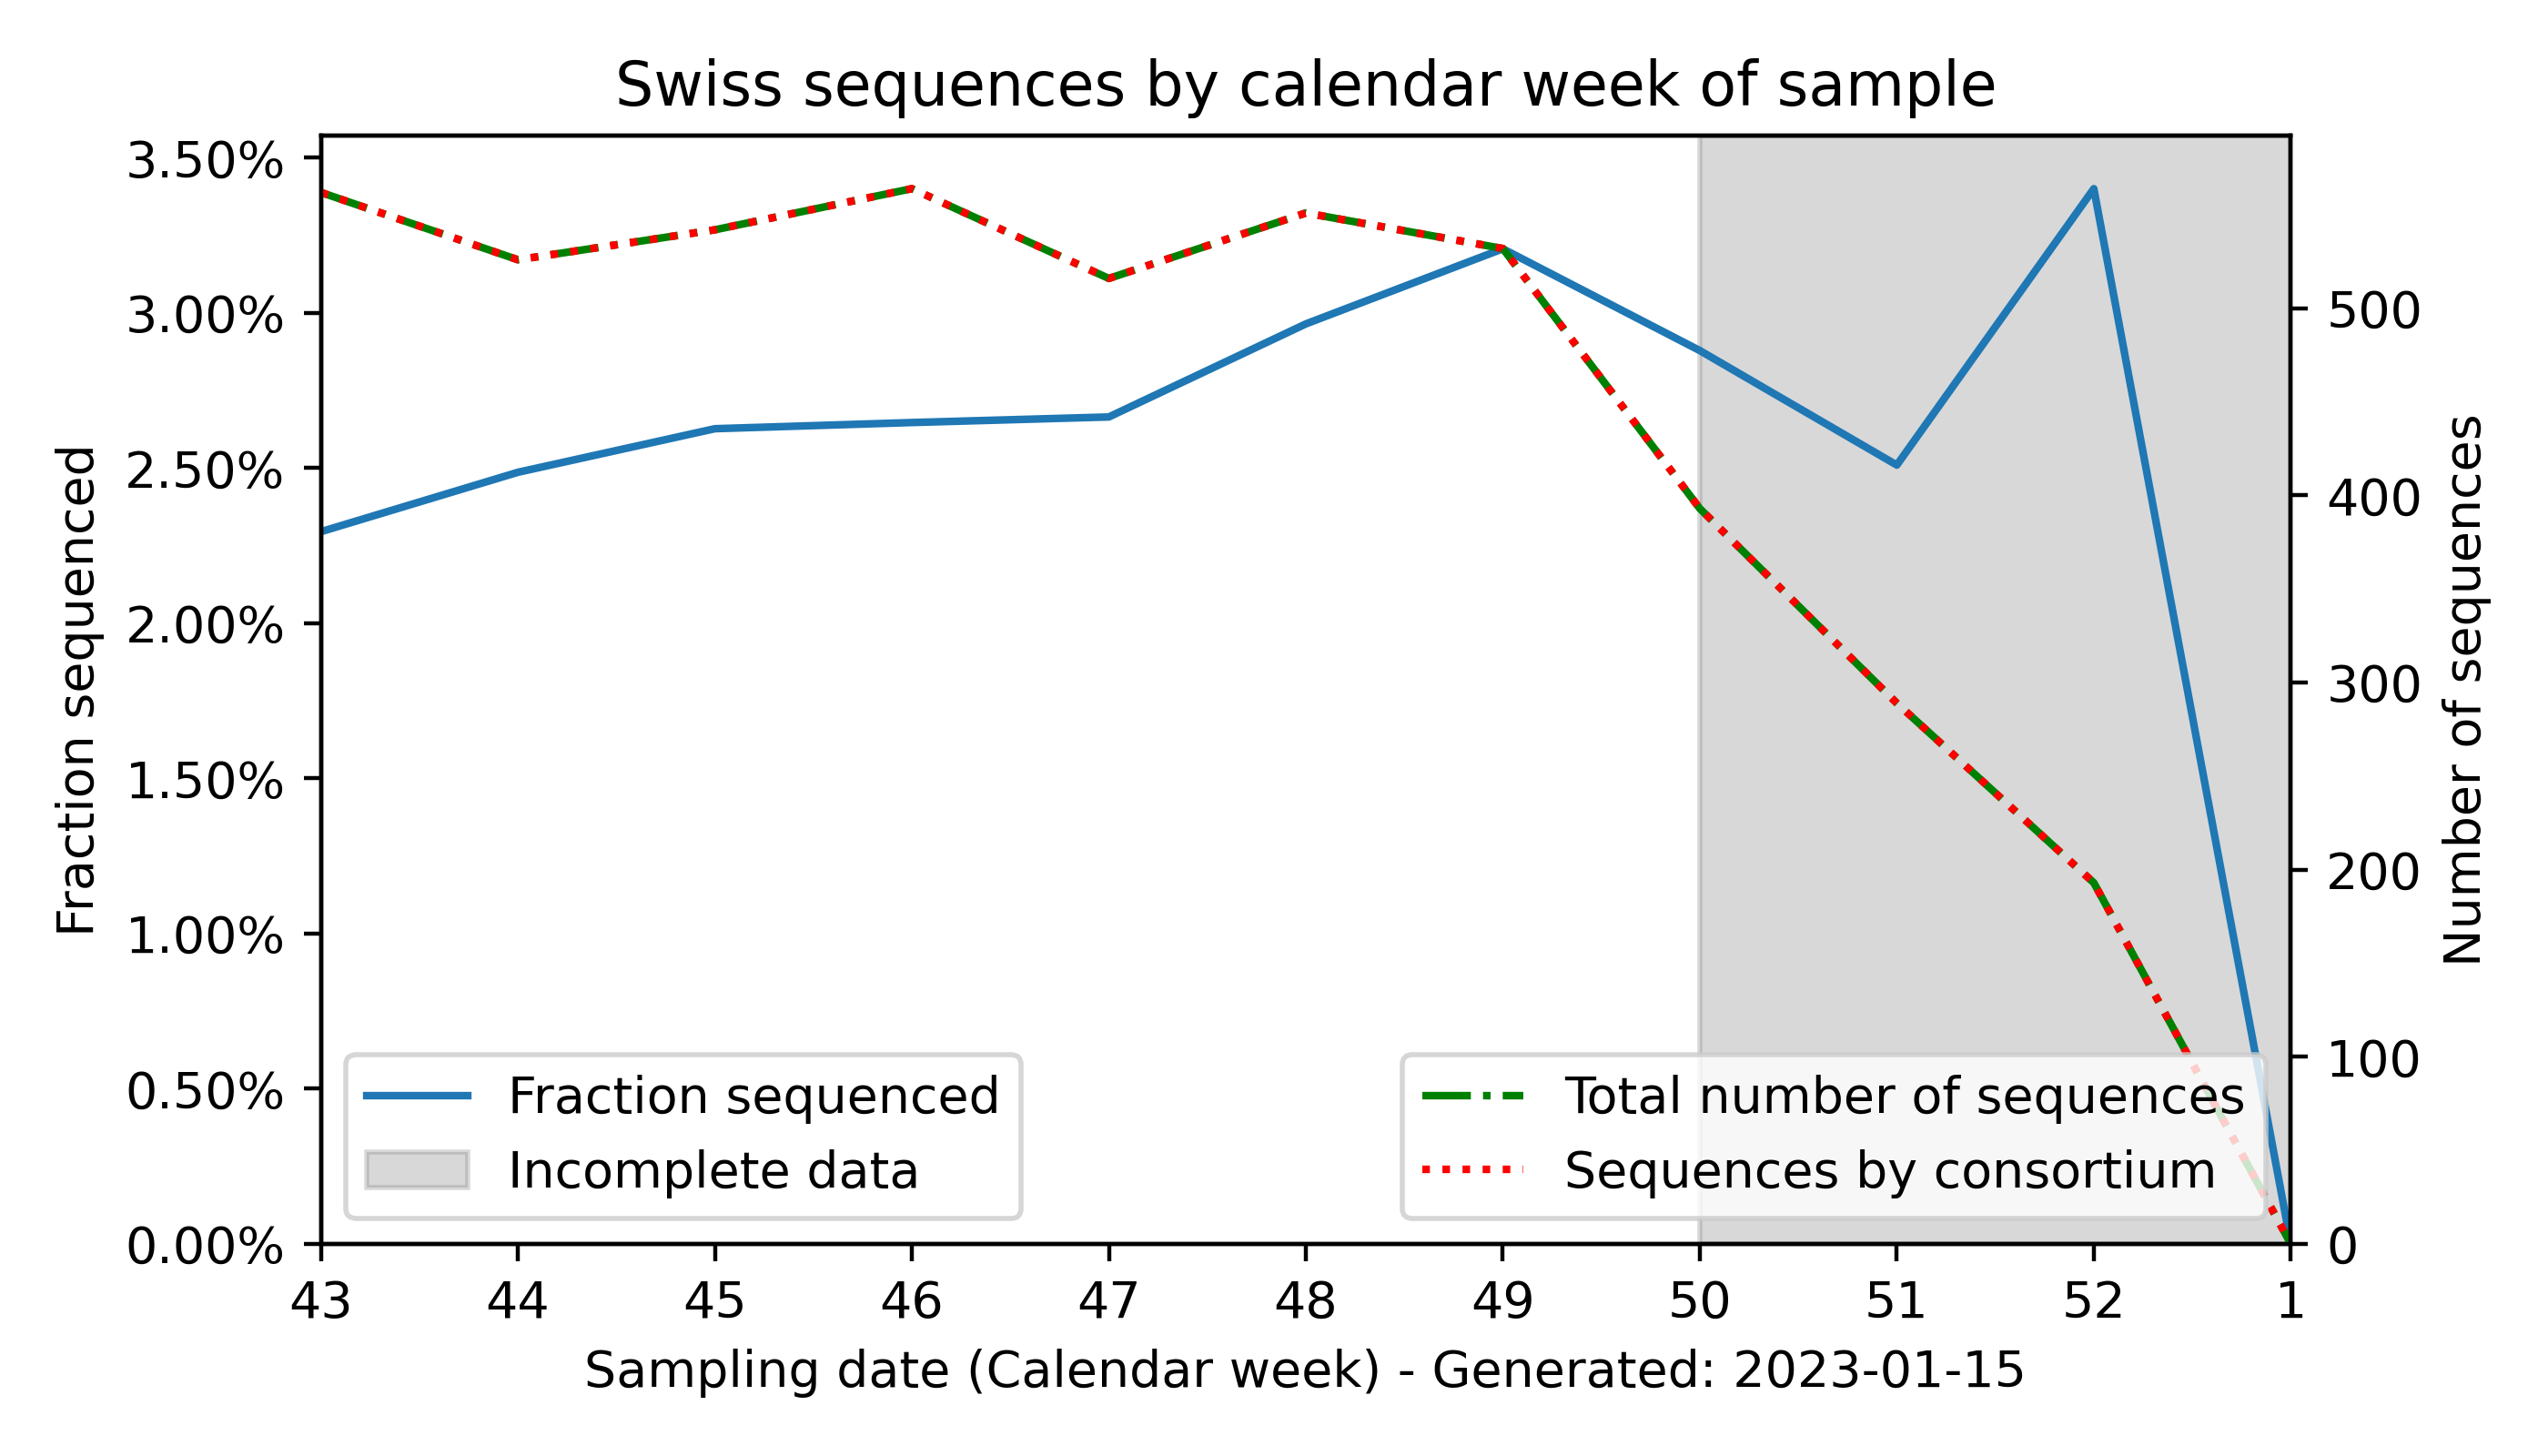 Swiss sequences by calendar week of sample
3.50%
3.00%
2.50%
2.00%
1.50%
1.00%
0.50%
0.00%
Fraction sequenced
500
400
300
200
100
0
Number of sequences
Fraction sequenced
Incomplete data
Total number of sequences
Sequences by consortium
43 44 45 46 47 48 49 50 51 52 1
Sampling date (Calendar week) - Generated: 2023-01-15